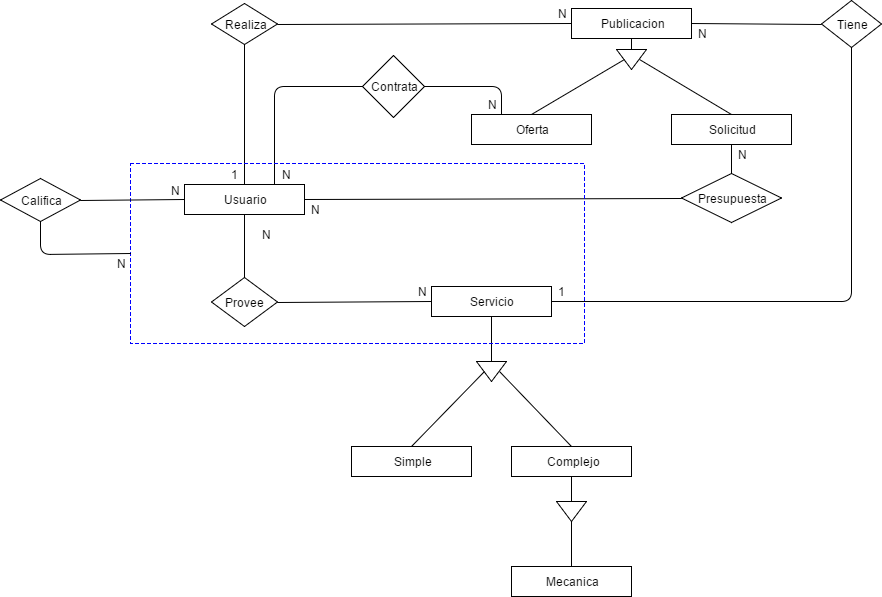 Realiza
N
Publicacion
N
Tiene
Contrata
N
Oferta
Solicitud
N
1
N
Califica
N
Usuario
N
Presupuesta
N
N
Provee
N
Servicio
1
Simple
Complejo
Mecanica